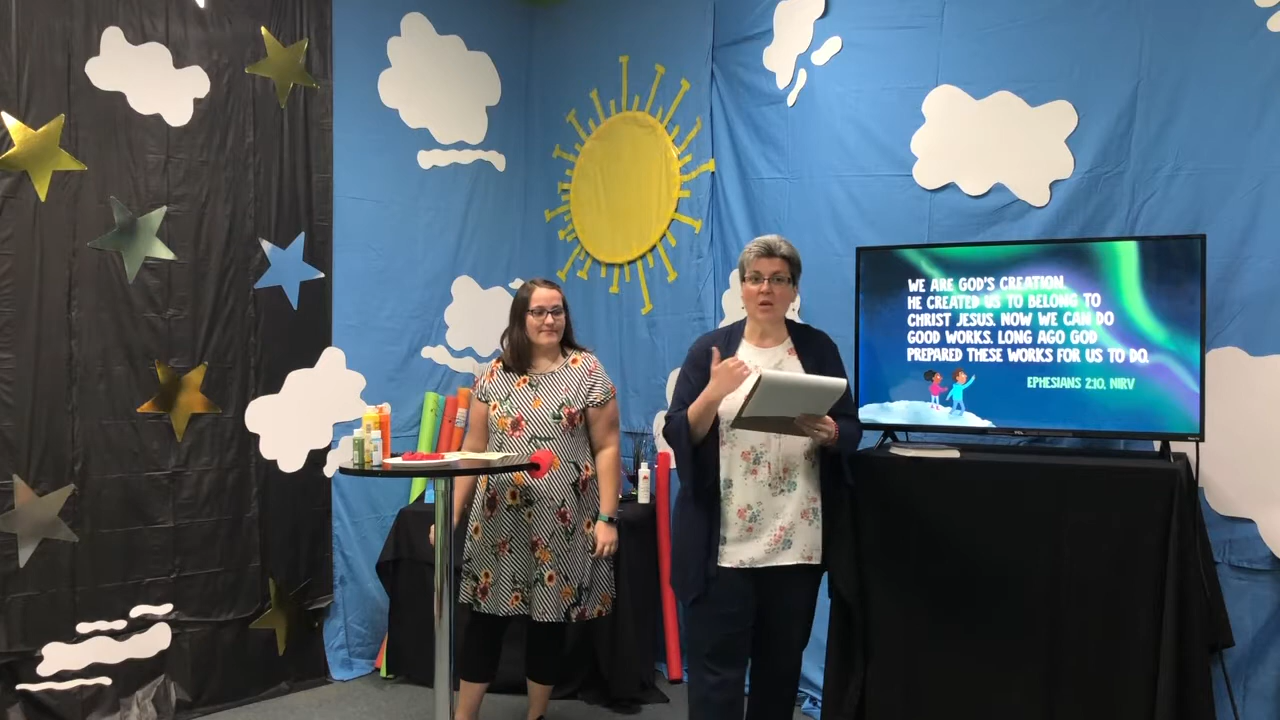 WE ARE GOD'S CREATION.
HE CREATED US TO BELONG TO
CHRIST JESUS. NOW WE CAN DO
GOOD WORKS. LONG AGO GOD
PREPARED THESE WORKS FOR US TO DO.
EPHESIANS 2:10, NIRV
TCL